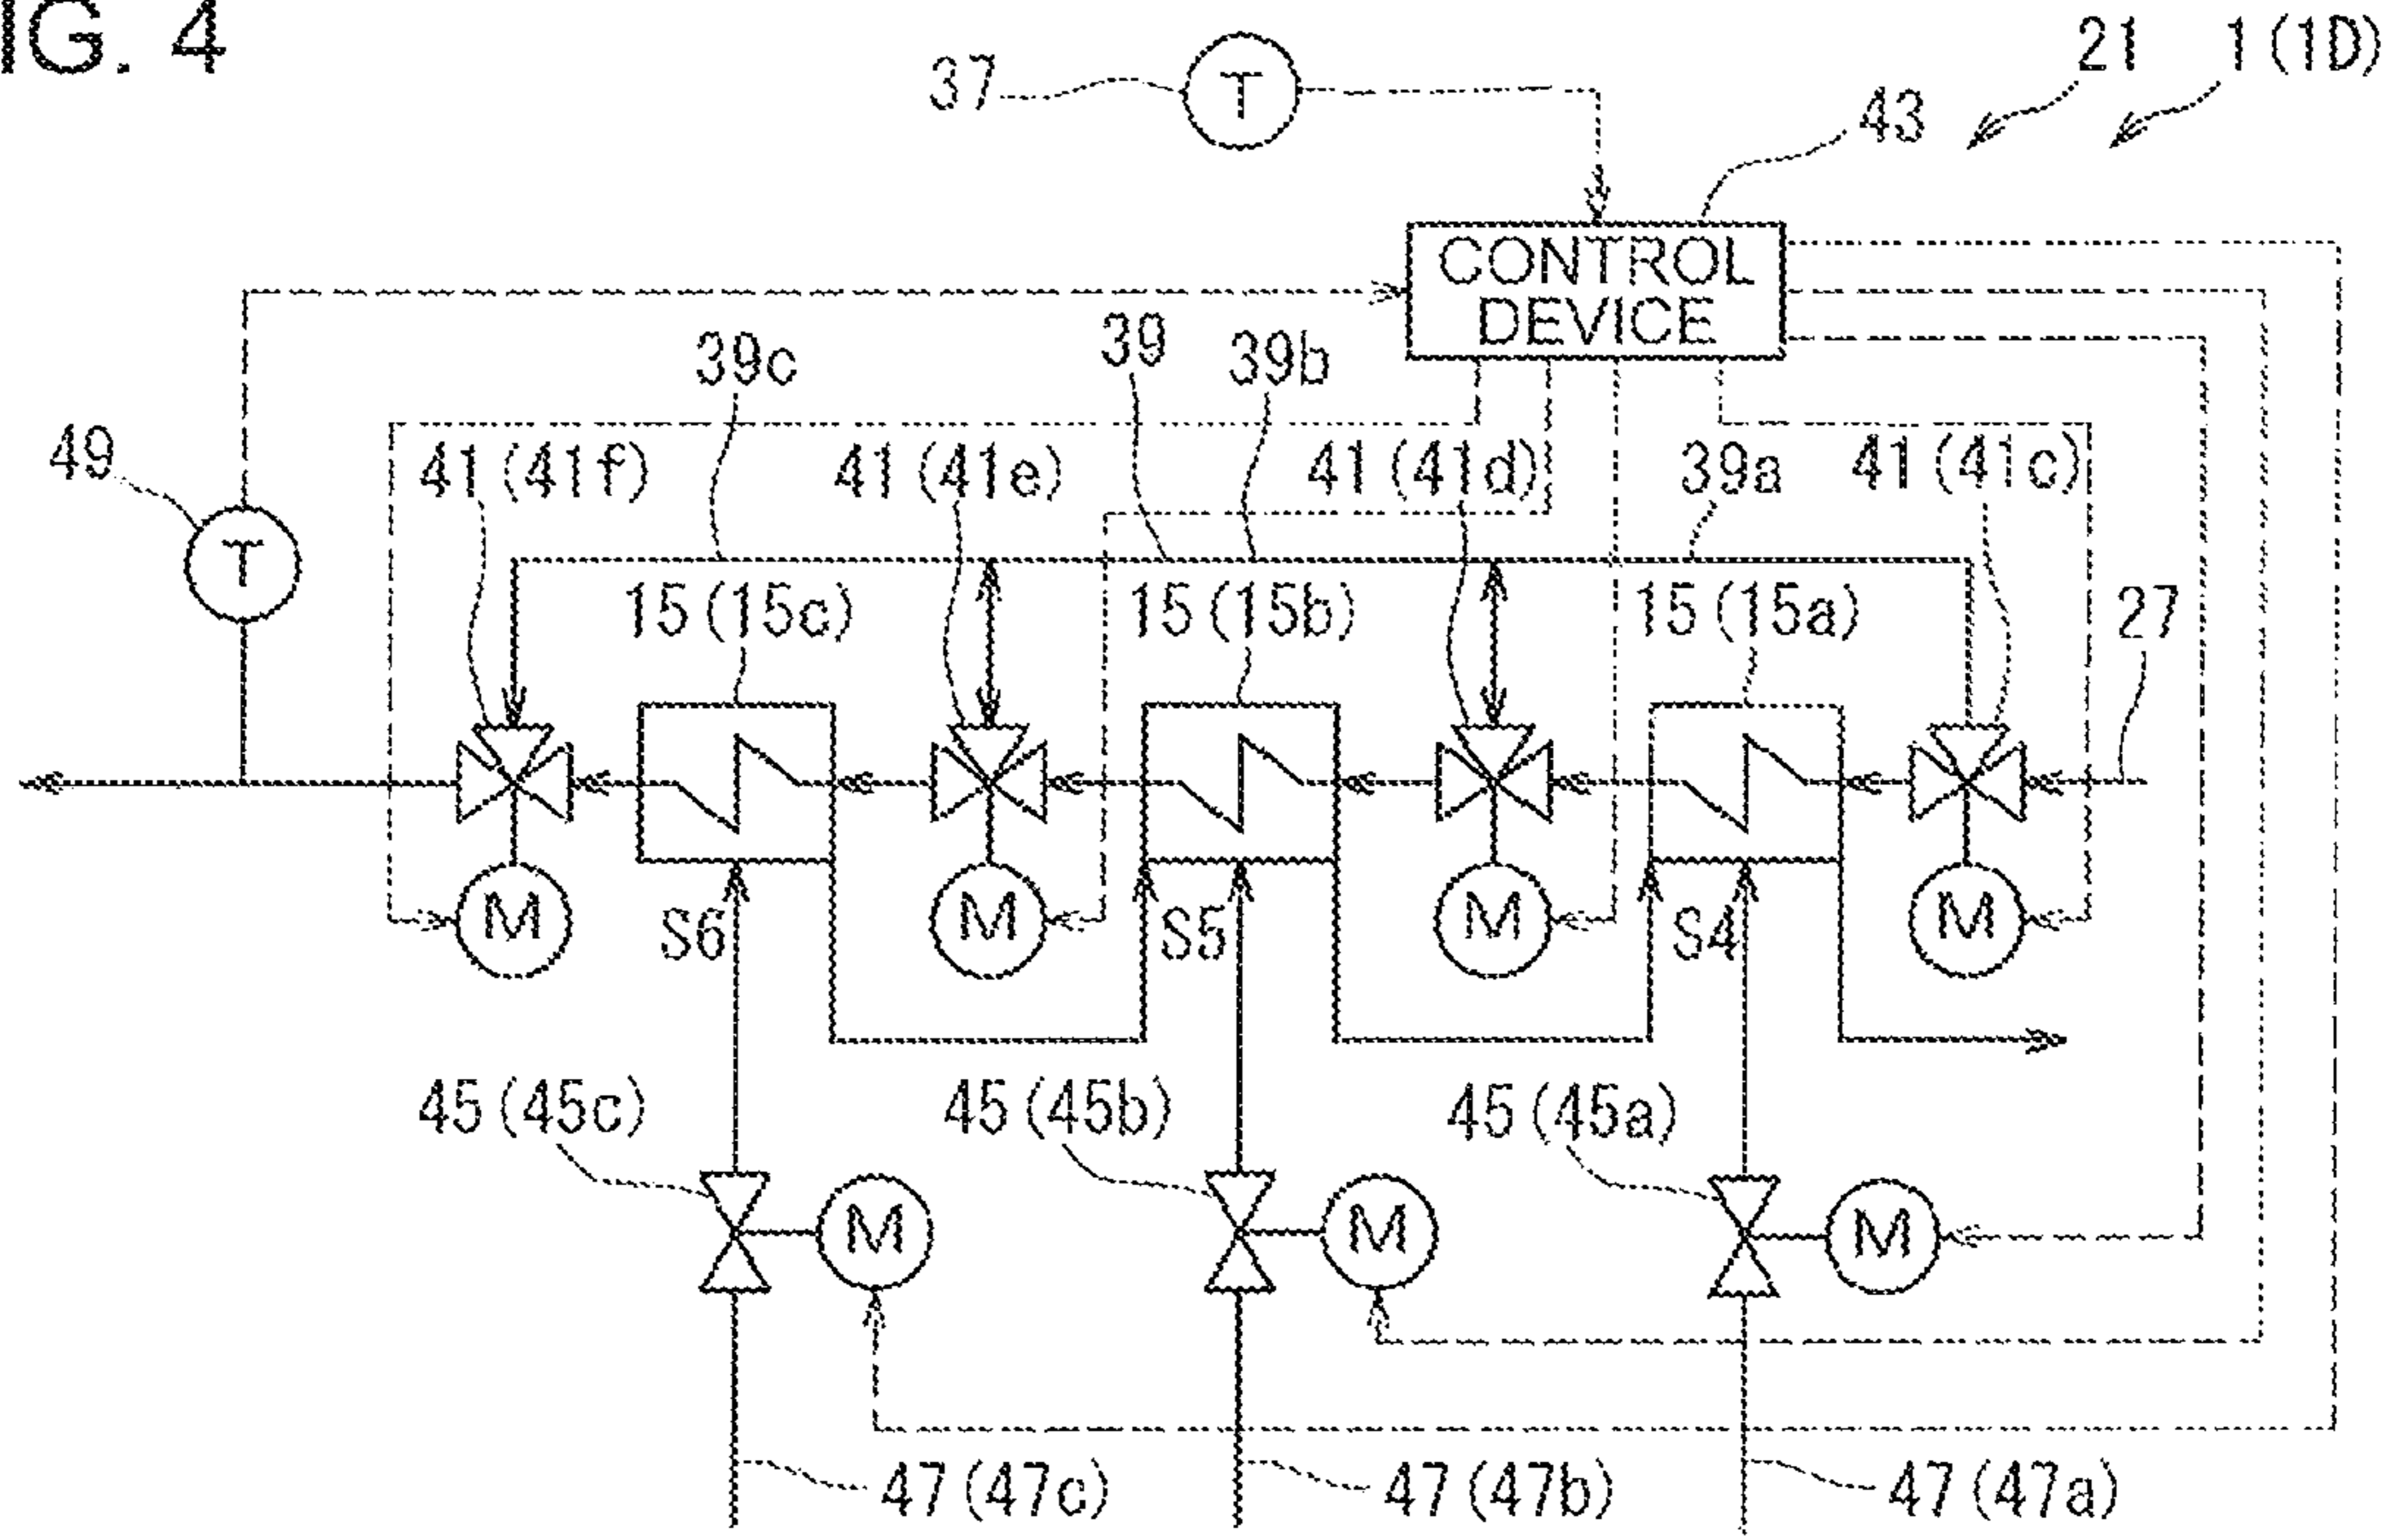 IG. 4
21 1(1D)
37 T
43
CONTROL
DEVICE
39c 39 39b
49 41(41f) 41(41e) 41(41d) 39a 41(41c)
T
15(15c) 15(15b) 15(15a) 27
M S6 M S5 M S4 M
45(45c) 45(45b) 45(45a)
M M M
47(47c) 47(47b) 47(47a)